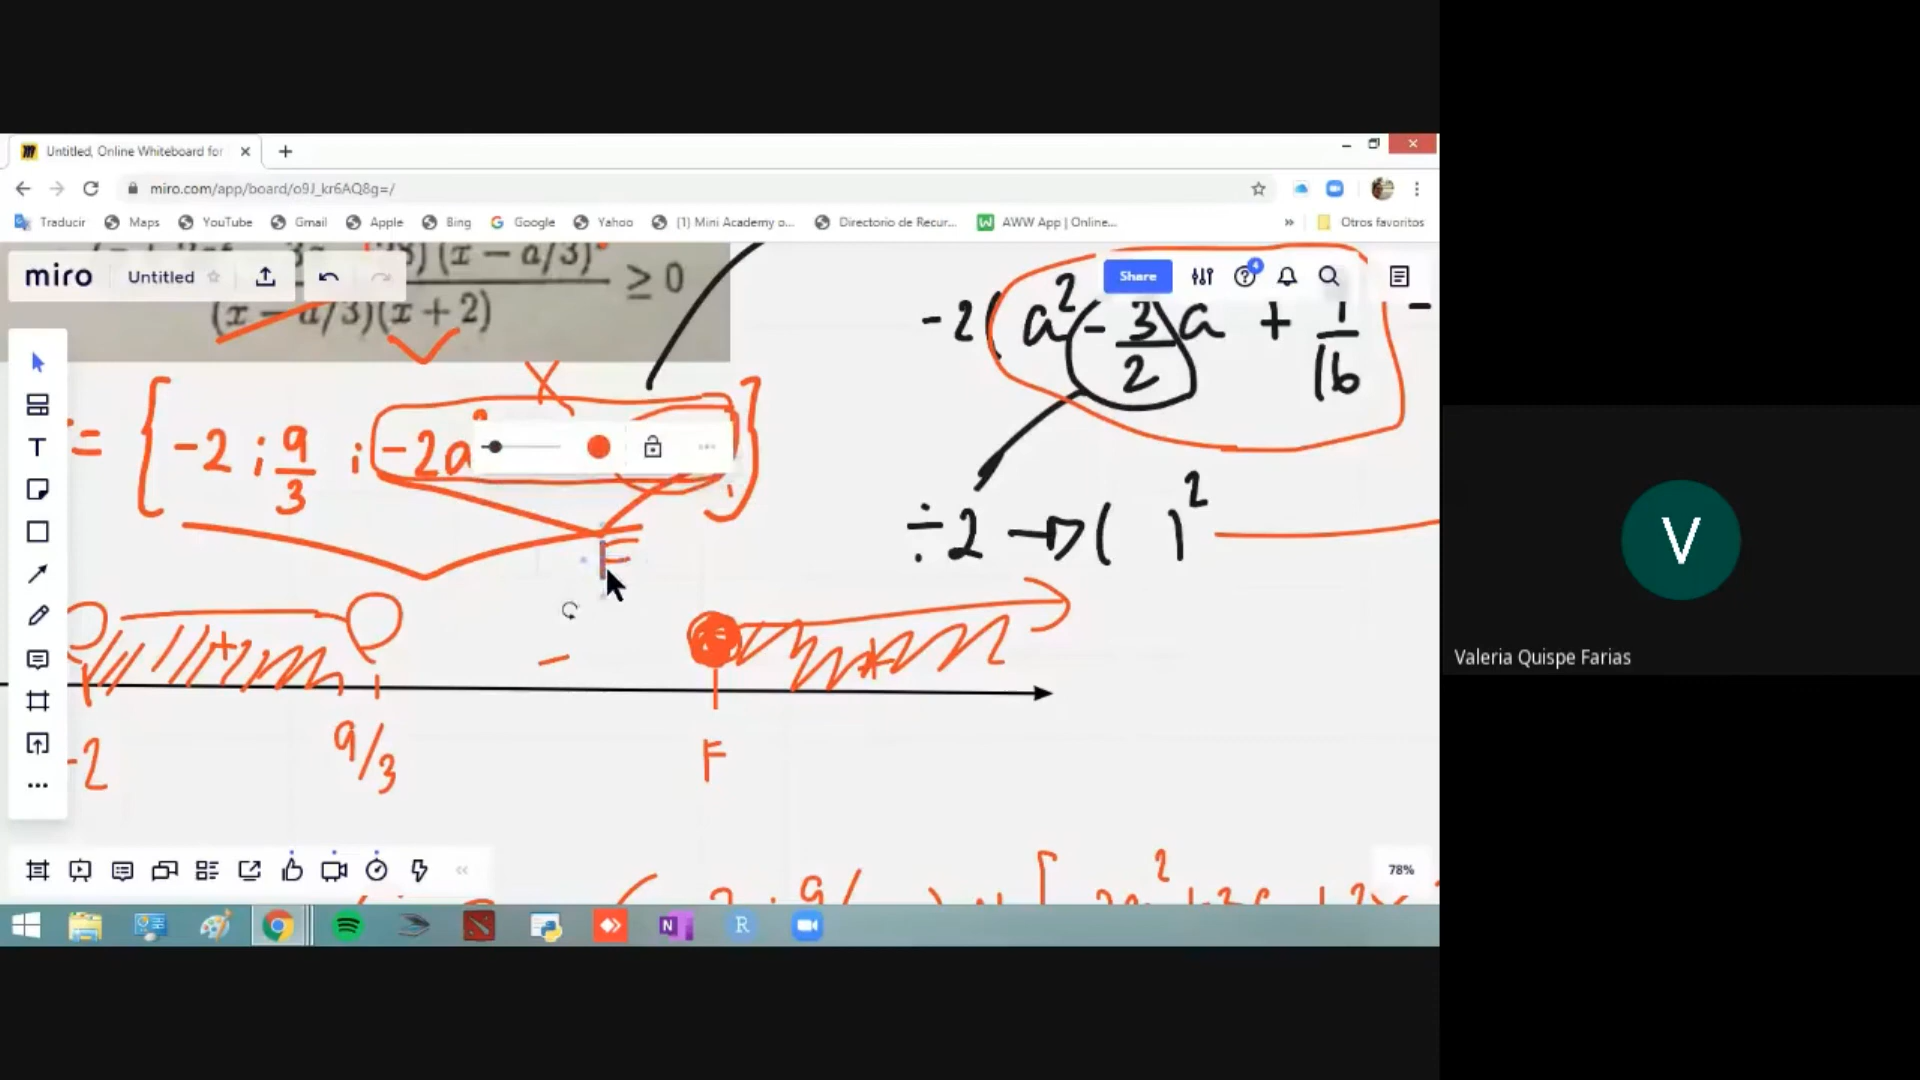 Untitled, Online Whiteboard for
miro.com/app/board/o9J_kr6AQ8g=/
Traducir Maps YouTube Gmail Apple Bing Google Yahoo (1) Mini Academy o... Directorio de Recur... AWW App | Online... » Otros favoritos
(x − a/3)
≥ 0
(x − a/3)(x + 2)
miro Untitled
Share
4
-2( a² - 3/2 a + 1/16 -
= [ -2 ; a/3 ; -2a ]
÷2 → ( )²
F
+ - +
-2 a/3 F
78%
V
Valeria Quispe Farias